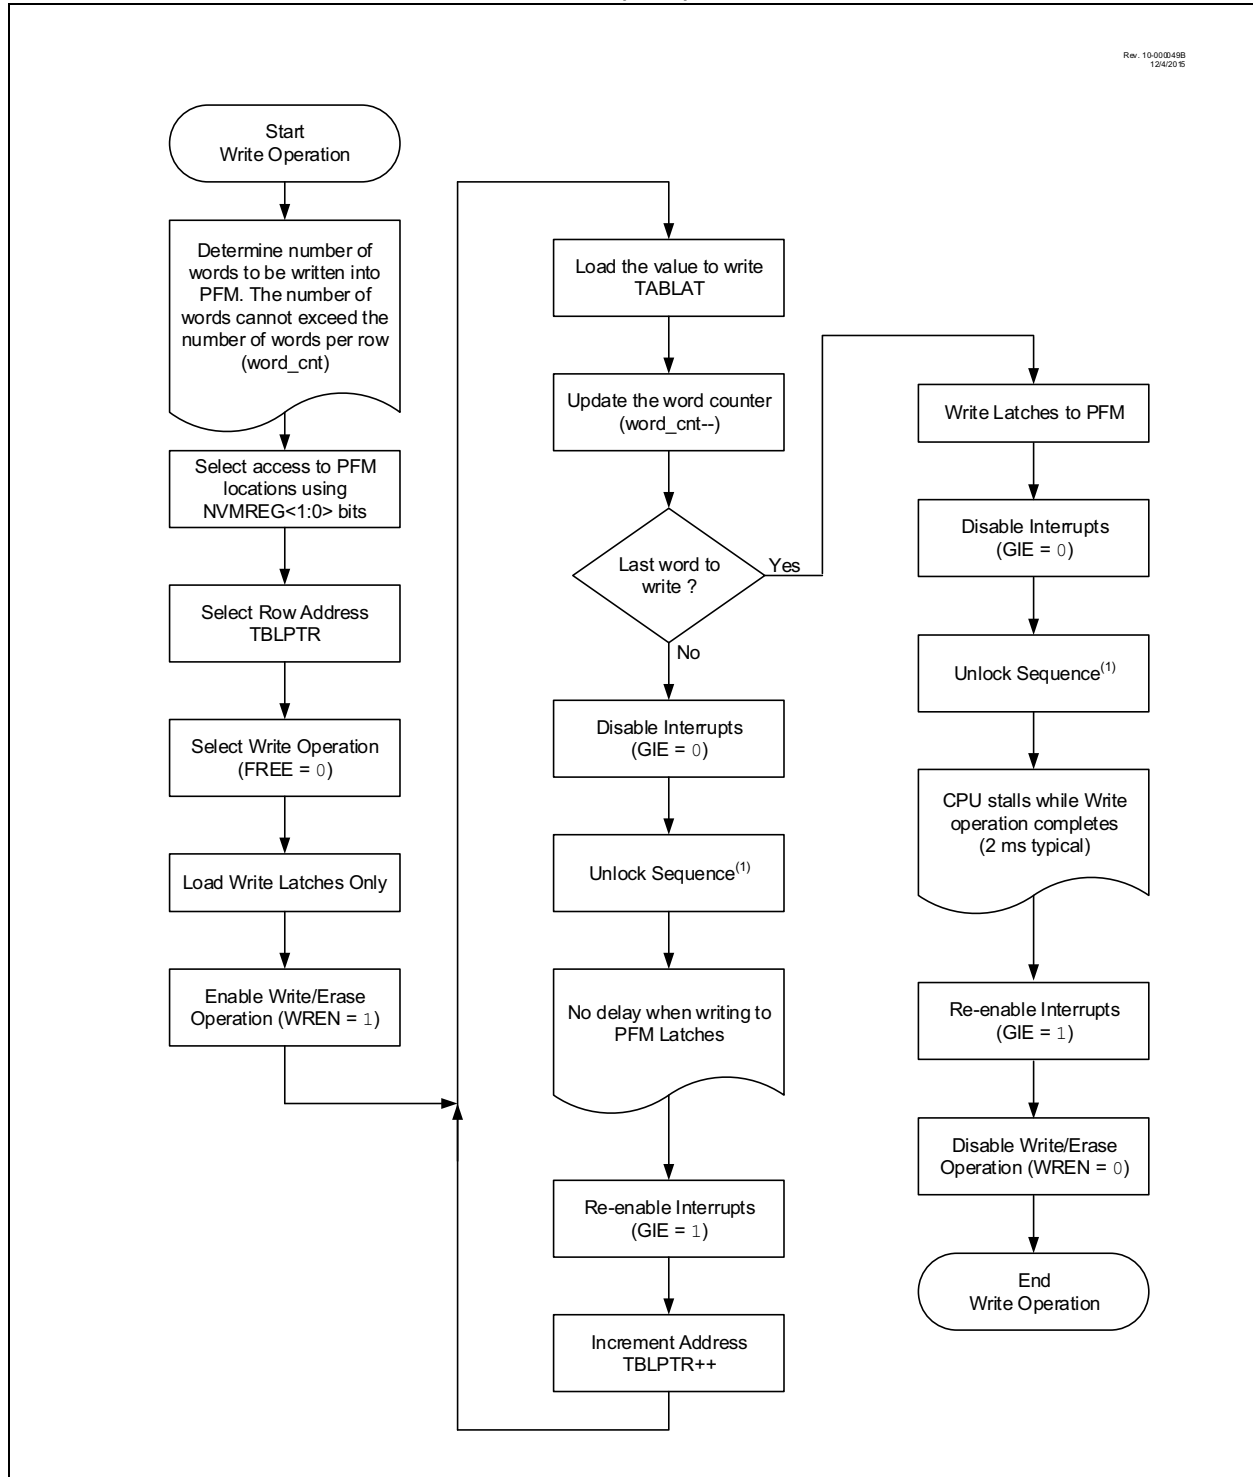 Rev. 10-000049B
12/4/2015
Start
Write Operation
Determine number of
words to be written into
PFM. The number of
words cannot exceed the
number of words per row
(word_cnt)
Select access to PFM
locations using
NVMREG<1:0> bits
Select Row Address
TBLPTR
Select Write Operation
(FREE = 0)
Load Write Latches Only
Enable Write/Erase
Operation (WREN = 1)
Load the value to write
TABLAT
Update the word counter
(word_cnt--)
Last word to
write ?
Yes
No
Disable Interrupts
(GIE = 0)
Unlock Sequence(1)
No delay when writing to
PFM Latches
Re-enable Interrupts
(GIE = 1)
Increment Address
TBLPTR++
Write Latches to PFM
Disable Interrupts
(GIE = 0)
Unlock Sequence(1)
CPU stalls while Write
operation completes
(2 ms typical)
Re-enable Interrupts
(GIE = 1)
Disable Write/Erase
Operation (WREN = 0)
End
Write Operation